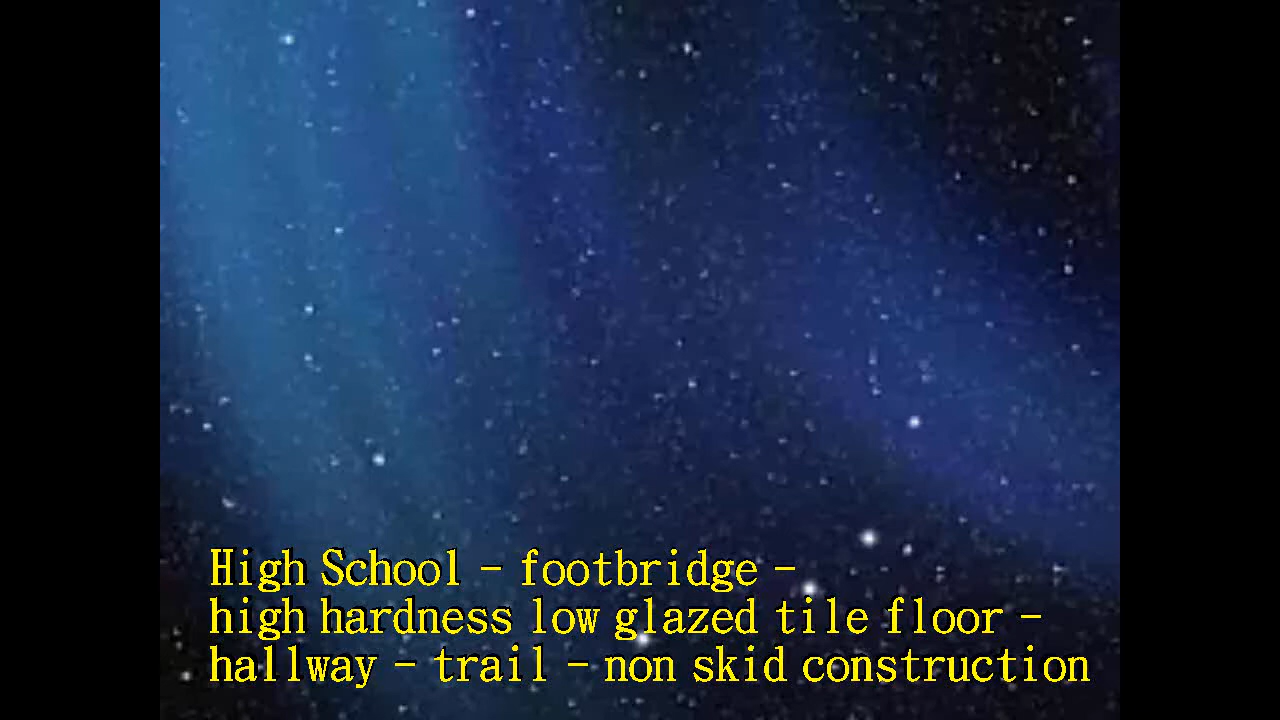 High School - footbridge -
high hardness low glazed tile floor -
hallway - trail - non skid construction